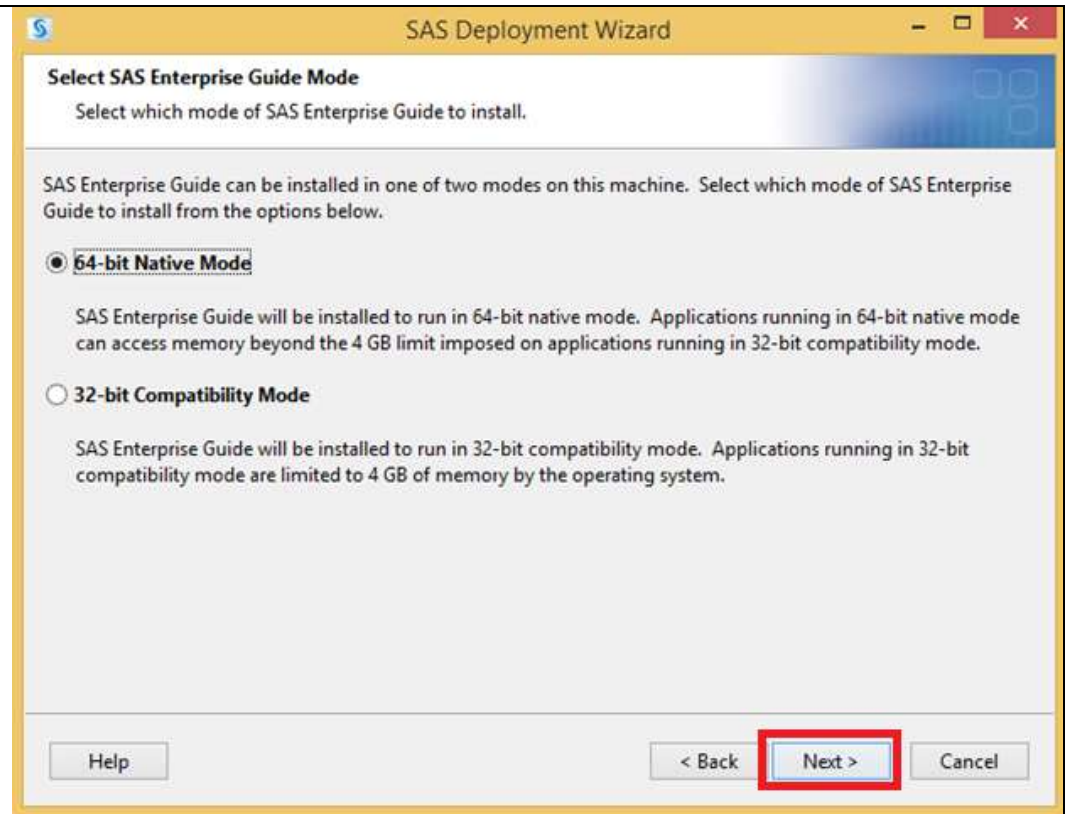 SAS Deployment Wizard
Select SAS Enterprise Guide Mode
Select which mode of SAS Enterprise Guide to install.
SAS Enterprise Guide can be installed in one of two modes on this machine. Select which mode of SAS Enterprise
Guide to install from the options below.
64-bit Native Mode
SAS Enterprise Guide will be installed to run in 64-bit native mode. Applications running in 64-bit native mode
can access memory beyond the 4 GB limit imposed on applications running in 32-bit compatibility mode.
32-bit Compatibility Mode
SAS Enterprise Guide will be installed to run in 32-bit compatibility mode. Applications running in 32-bit
compatibility mode are limited to 4 GB of memory by the operating system.
Help < Back Next > Cancel